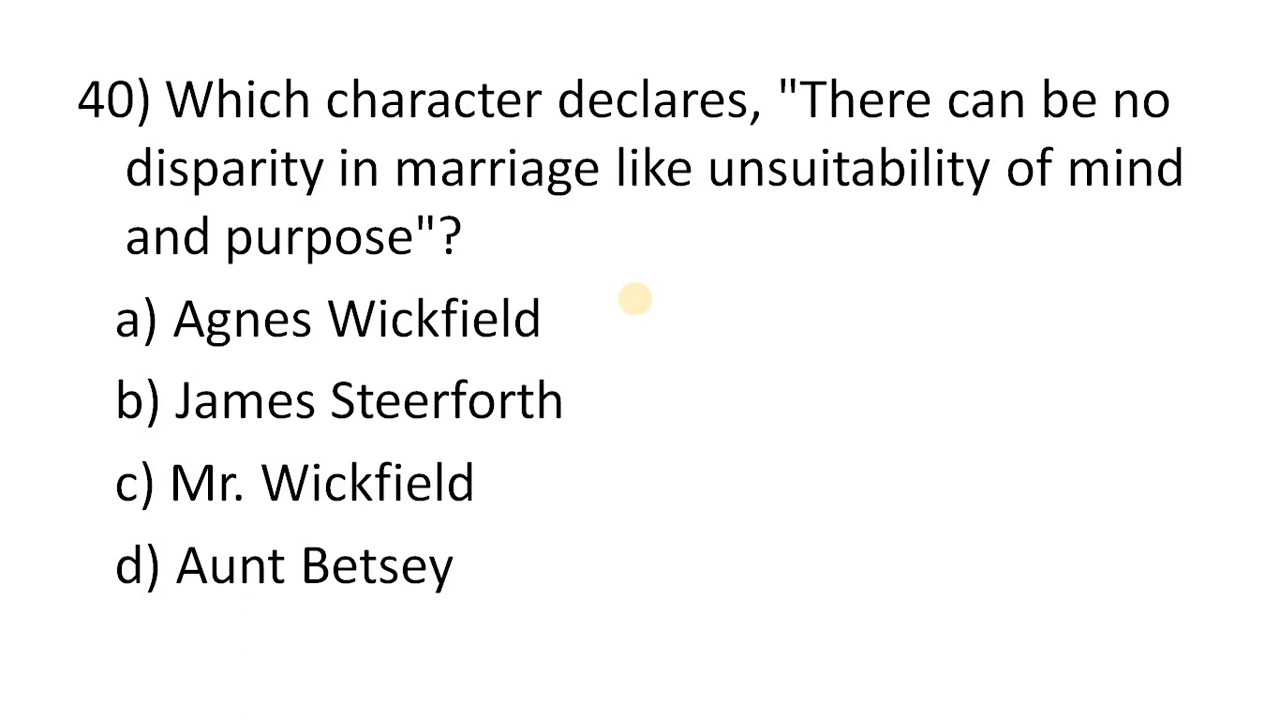 40) Which character declares, "There can be no
disparity in marriage like unsuitability of mind
and purpose"?
a) Agnes Wickfield
b) James Steerforth
c) Mr. Wickfield
d) Aunt Betsey